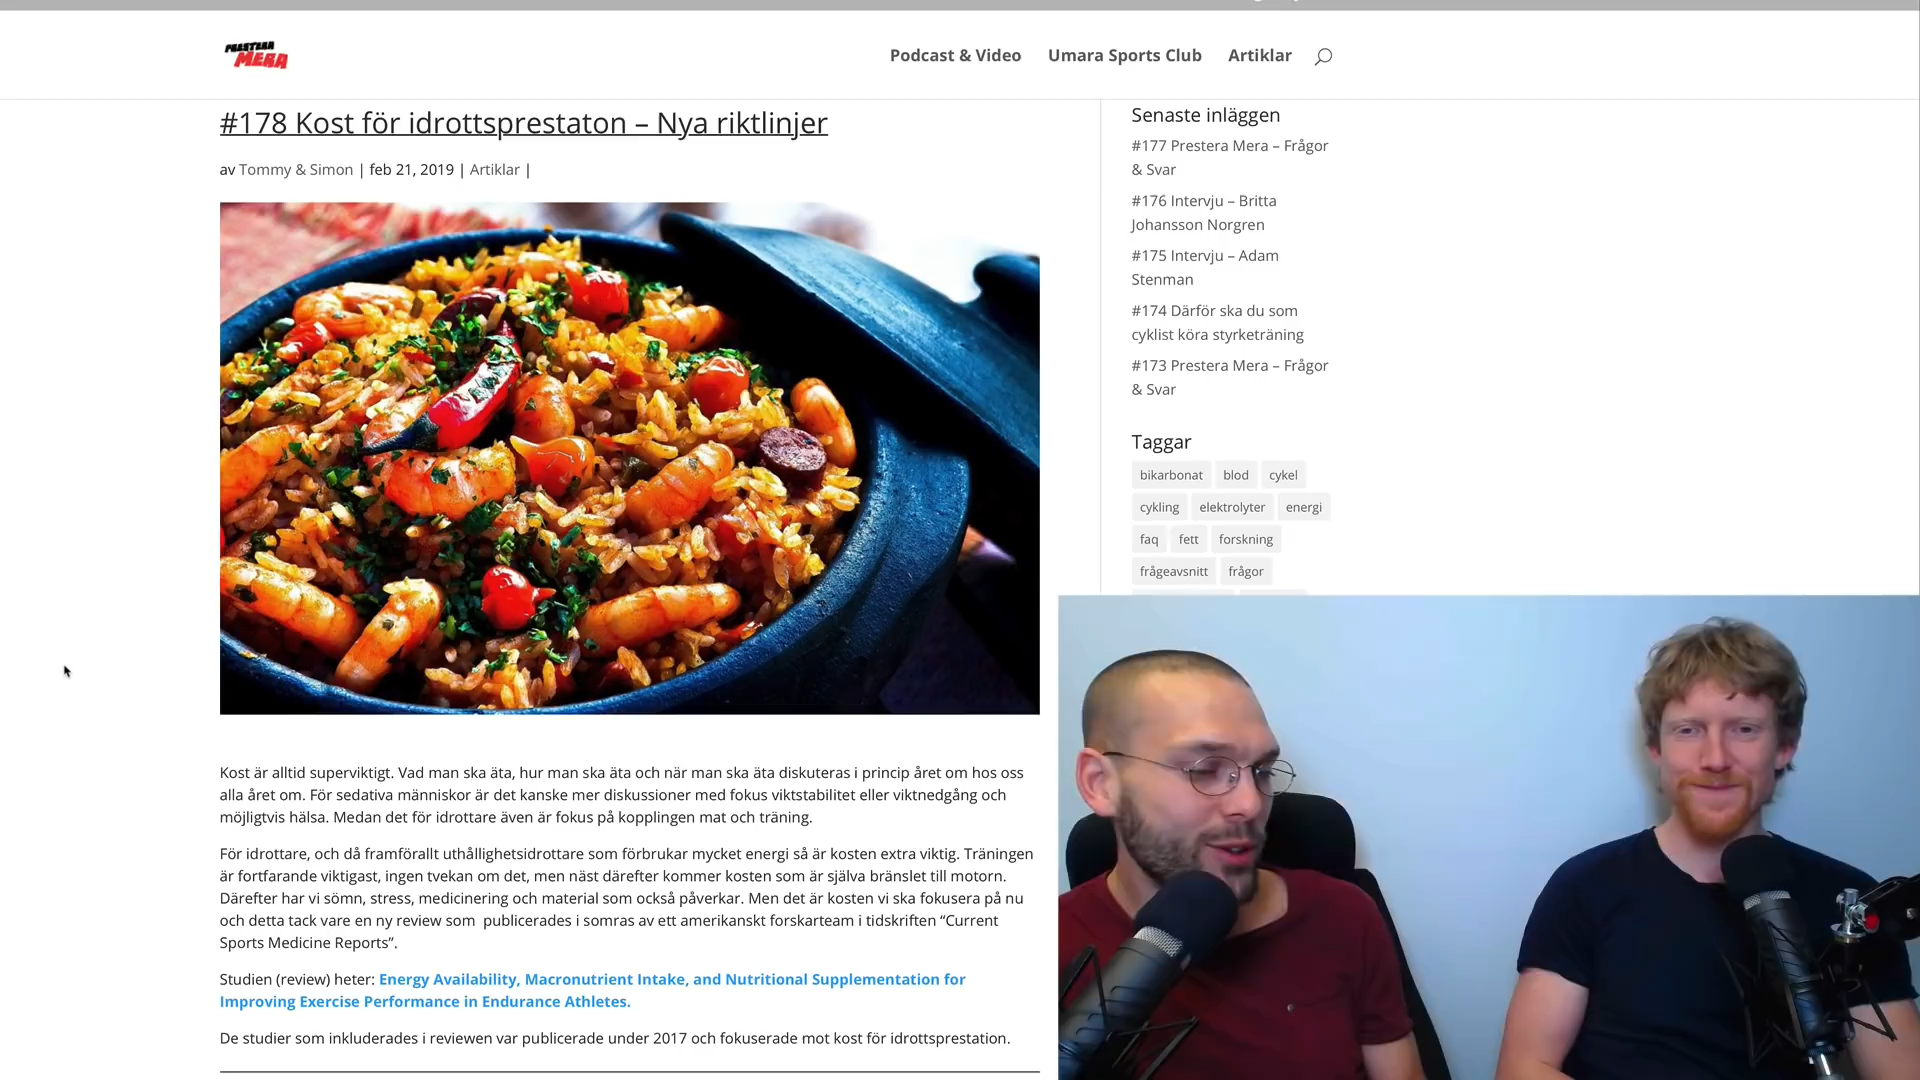 PRESTERA
MERA
Podcast & Video
Umara Sports Club
Artiklar
#178 Kost för idrottsprestaton – Nya riktlinjer
av Tommy & Simon | feb 21, 2019 | Artiklar |
Kost är alltid superviktigt. Vad man ska äta, hur man ska äta och när man ska äta diskuteras i princip året om hos oss
alla året om. För sedativa människor är det kanske mer diskussioner med fokus viktstabilitet eller viktnedgång och
möjligtvis hälsa. Medan det för idrottare även är fokus på kopplingen mat och träning.
För idrottare, och då framförallt uthållighetsidrottare som förbrukar mycket energi så är kosten extra viktig. Träningen
är fortfarande viktigast, ingen tvekan om det, men näst därefter kommer kosten som är själva bränslet till motorn.
Därefter har vi sömn, stress, medicinering och material som också påverkar. Men det är kosten vi ska fokusera på nu
och detta tack vare en ny review som  publicerades i somras av ett amerikanskt forskarteam i tidskriften “Current
Sports Medicine Reports”.
Studien (review) heter: Energy Availability, Macronutrient Intake, and Nutritional Supplementation for
Improving Exercise Performance in Endurance Athletes.
De studier som inkluderades i reviewen var publicerade under 2017 och fokuserade mot kost för idrottsprestation.
Senaste inläggen
#177 Prestera Mera – Frågor
& Svar
#176 Intervju – Britta
Johansson Norgren
#175 Intervju – Adam
Stenman
#174 Därför ska du som
cyklist köra styrketräning
#173 Prestera Mera – Frågor
& Svar
Taggar
bikarbonat blod cykel
cykling elektrolyter energi
faq fett forskning
frågeavsnitt frågor